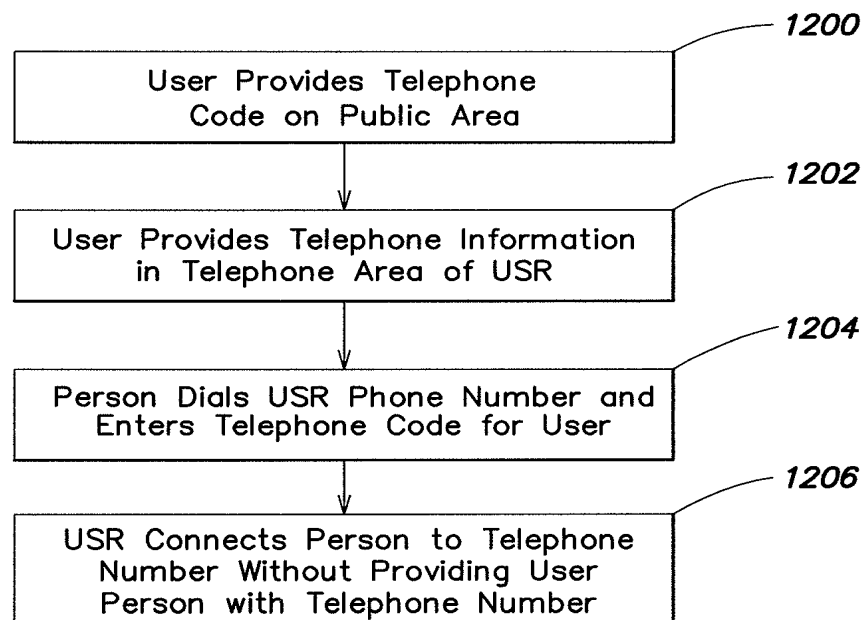 1200
User Provides Telephone
Code on Public Area
1202
User Provides Telephone Information
in Telephone Area of USR
1204
Person Dials USR Phone Number and
Enters Telephone Code for User
1206
USR Connects Person to Telephone
Number Without Providing User
Person with Telephone Number